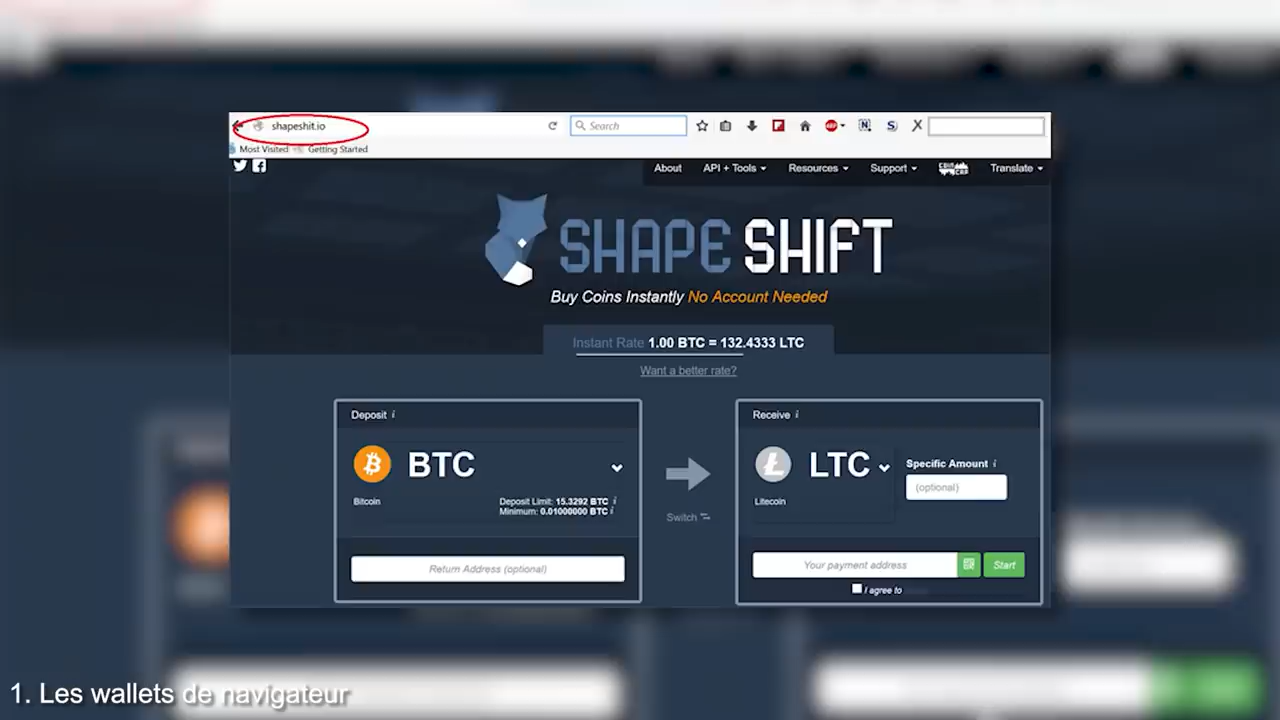 shapeshit.io
Search
Most Visited Getting Started
About API + Tools Resources Support COIN CAP Translate
SHAPESHIFT
Buy Coins Instantly No Account Needed
Instant Rate 1.00 BTC = 132.4333 LTC
Want a better rate?
Deposit i
BTC
Bitcoin
Deposit Limit: 15.3292 BTC i
Minimum: 0.01000000 BTC i
Return Address (optional)
Switch
Receive i
LTC
Litecoin
Specific Amount i
(optional)
Your payment address
Start
I agree to
1. Les wallets de navigateur